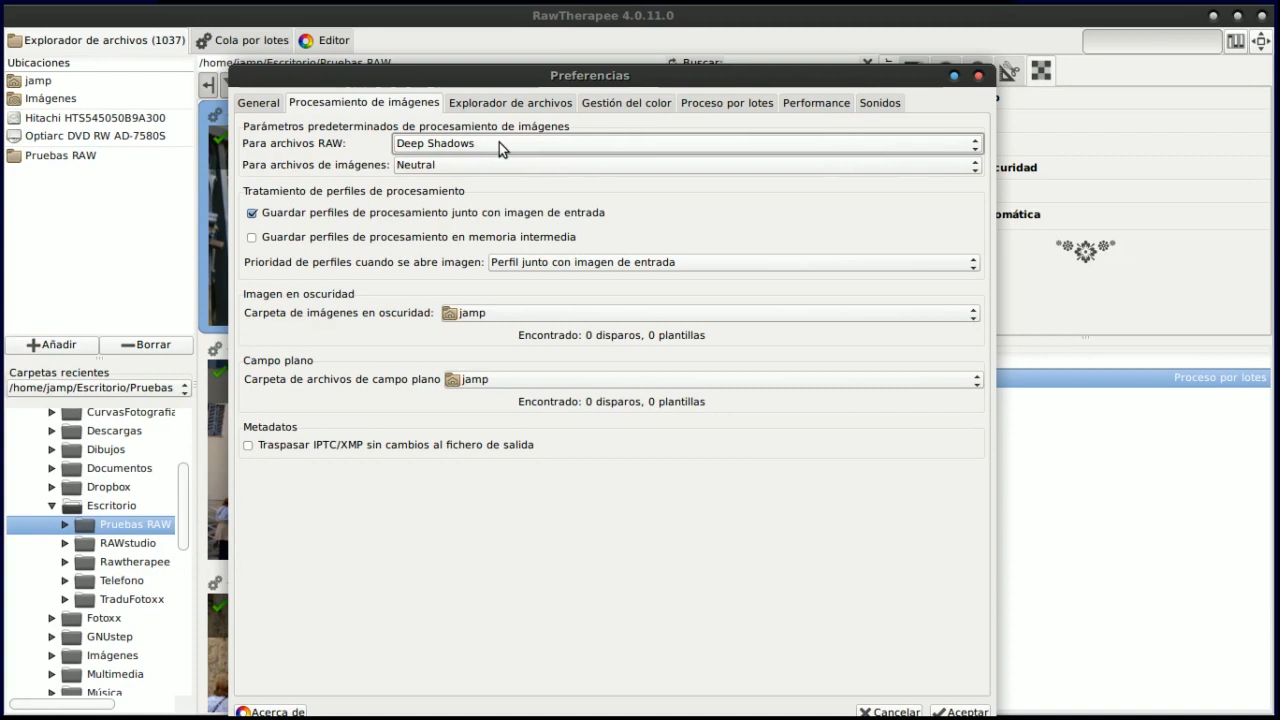 RawTherapee 4.0.11.0
Explorador de archivos (1037)
Cola por lotes
Editor
Ubicaciones
jamp
Imágenes
Hitachi HTS545050B9A300
Optiarc DVD RW AD-7580S
Pruebas RAW
Añadir
Borrar
Carpetas recientes
/home/jamp/Escritorio/Pruebas
CurvasFotografia
Descargas
Dibujos
Documentos
Dropbox
Escritorio
Pruebas RAW
RAWstudio
Rawtherapee
Telefono
TraduFotoxx
Fotoxx
GNUstep
Imágenes
Multimedia
Música
/home/jamp/Escritorio/Pruebas RAW
Buscar:
Preferencias
General
Procesamiento de imágenes
Explorador de archivos
Gestión del color
Proceso por lotes
Performance
Sonidos
Parámetros predeterminados de procesamiento de imágenes
Para archivos RAW: Deep Shadows
Para archivos de imágenes: Neutral
Tratamiento de perfiles de procesamiento
Guardar perfiles de procesamiento junto con imagen de entrada
Guardar perfiles de procesamiento en memoria intermedia
Prioridad de perfiles cuando se abre imagen: Perfil junto con imagen de entrada
Imagen en oscuridad
Carpeta de imágenes en oscuridad: jamp
Encontrado: 0 disparos, 0 plantillas
Campo plano
Carpeta de archivos de campo plano jamp
Encontrado: 0 disparos, 0 plantillas
Metadatos
Traspasar IPTC/XMP sin cambios al fichero de salida
Acerca de
Cancelar
Aceptar
curidad
omática
Proceso por lotes